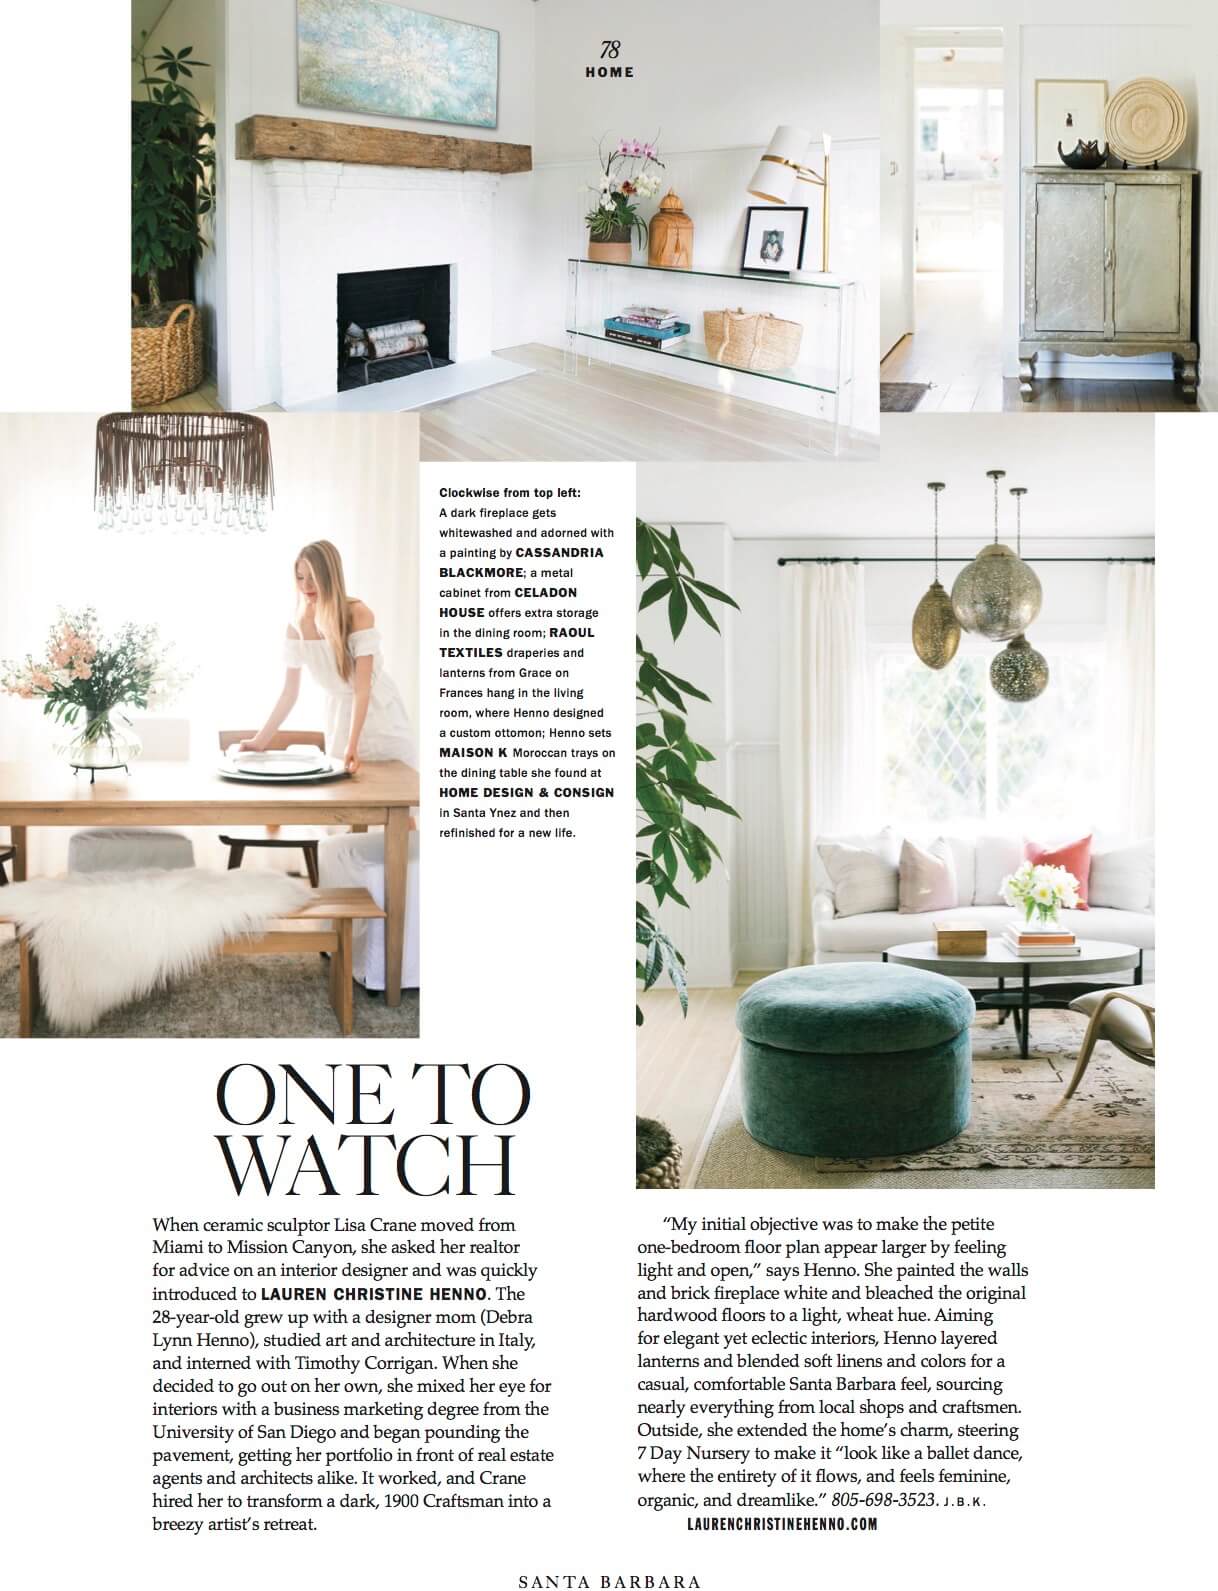 78
HOME
Clockwise from top left:
A dark fireplace gets
whitewashed and adorned with
a painting by CASSANDRIA
BLACKMORE; a metal
cabinet from CELADON
HOUSE offers extra storage
in the dining room; RAOUL
TEXTILES draperies and
lanterns from Grace on
Frances hang in the living
room, where Henno designed
a custom ottomon; Henno sets
MAISON K Moroccan trays on
the dining table she found at
HOME DESIGN & CONSIGN
in Santa Ynez and then
refinished for a new life.
ONE TO
WATCH
When ceramic sculptor Lisa Crane moved from
Miami to Mission Canyon, she asked her realtor
for advice on an interior designer and was quickly
introduced to LAUREN CHRISTINE HENNO. The
28-year-old grew up with a designer mom (Debra
Lynn Henno), studied art and architecture in Italy,
and interned with Timothy Corrigan. When she
decided to go out on her own, she mixed her eye for
interiors with a business marketing degree from the
University of San Diego and began pounding the
pavement, getting her portfolio in front of real estate
agents and architects alike. It worked, and Crane
hired her to transform a dark, 1900 Craftsman into a
breezy artist's retreat.
"My initial objective was to make the petite
one-bedroom floor plan appear larger by feeling
light and open," says Henno. She painted the walls
and brick fireplace white and bleached the original
hardwood floors to a light, wheat hue. Aiming
for elegant yet eclectic interiors, Henno layered
lanterns and blended soft linens and colors for a
casual, comfortable Santa Barbara feel, sourcing
nearly everything from local shops and craftsmen.
Outside, she extended the home's charm, steering
7 Day Nursery to make it "look like a ballet dance,
where the entirety of it flows, and feels feminine,
organic, and dreamlike." 805-698-3523. J.B.K.
LAURENCHRISTINEHENNO.COM
SANTA BARBARA